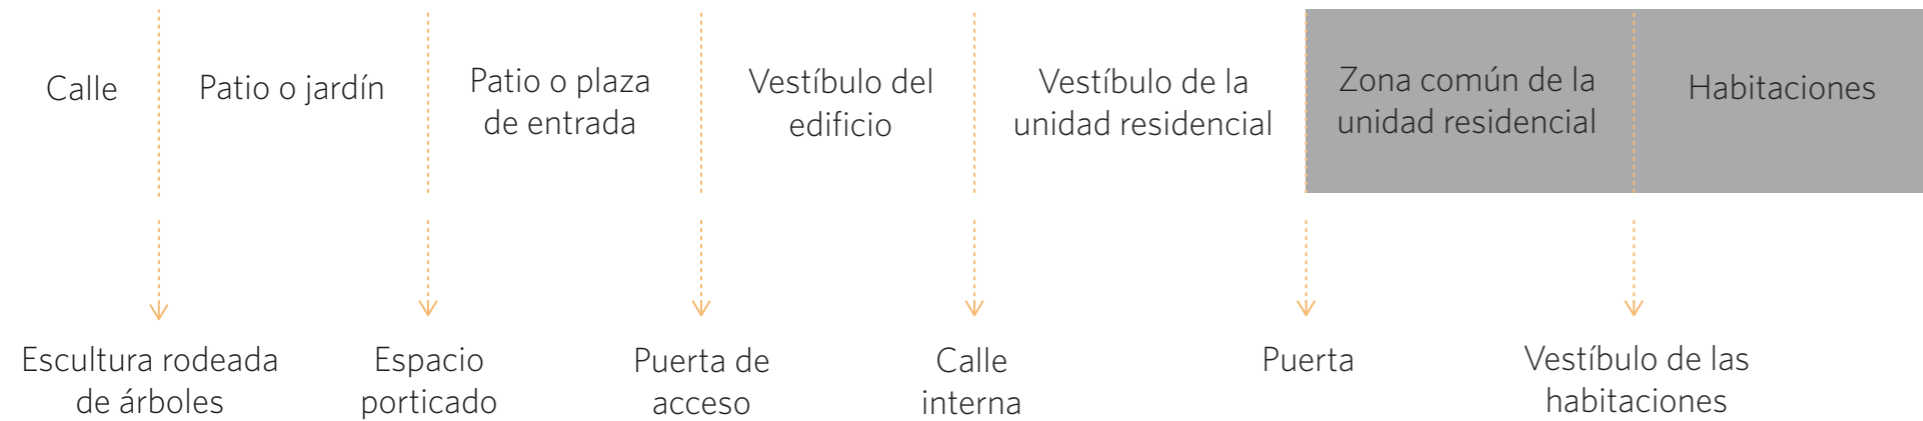 Calle
Patio o jardín
Patio o plaza
de entrada
Vestíbulo del
edificio
Vestíbulo de la
unidad residencial
Zona común de la
unidad residencial
Habitaciones
Escultura rodeada
de árboles
Espacio
porticado
Puerta de
acceso
Calle
interna
Puerta
Vestíbulo de las
habitaciones